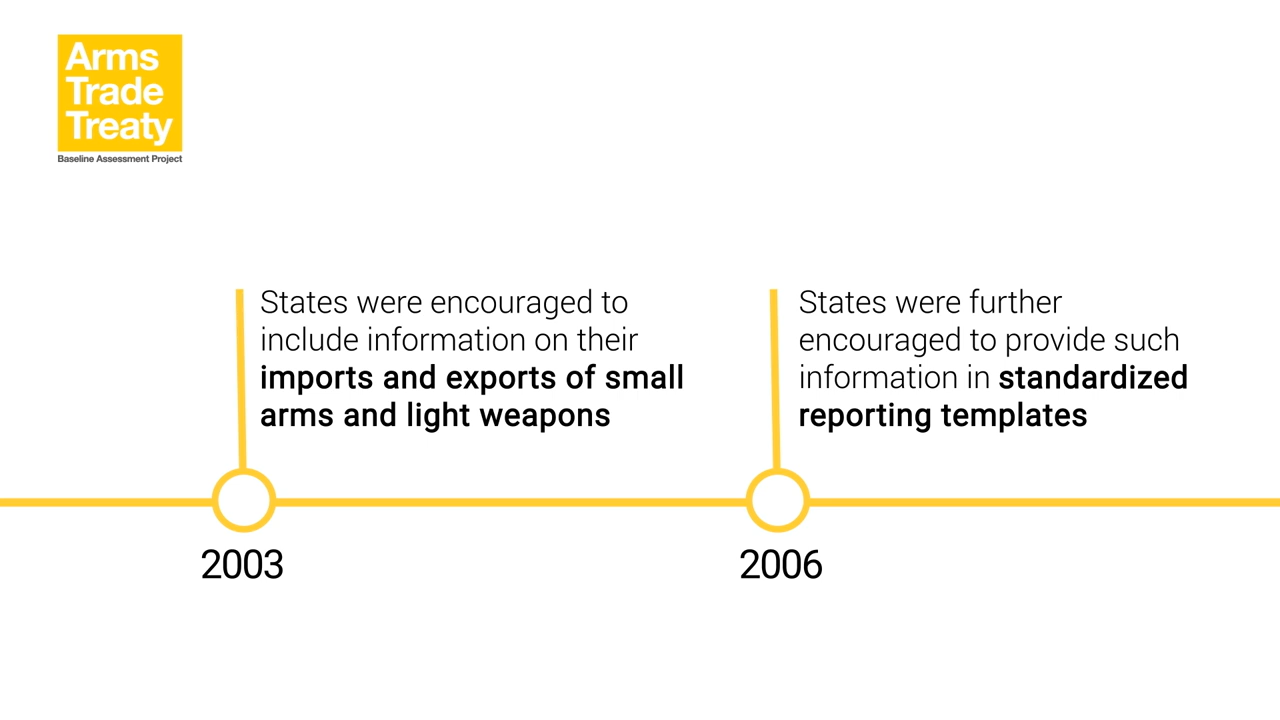 Arms
Trade
Treaty
Baseline Assessment Project
States were encouraged to
include information on their
imports and exports of small
arms and light weapons
2003
States were further
encouraged to provide such
information in standardized
reporting templates
2006